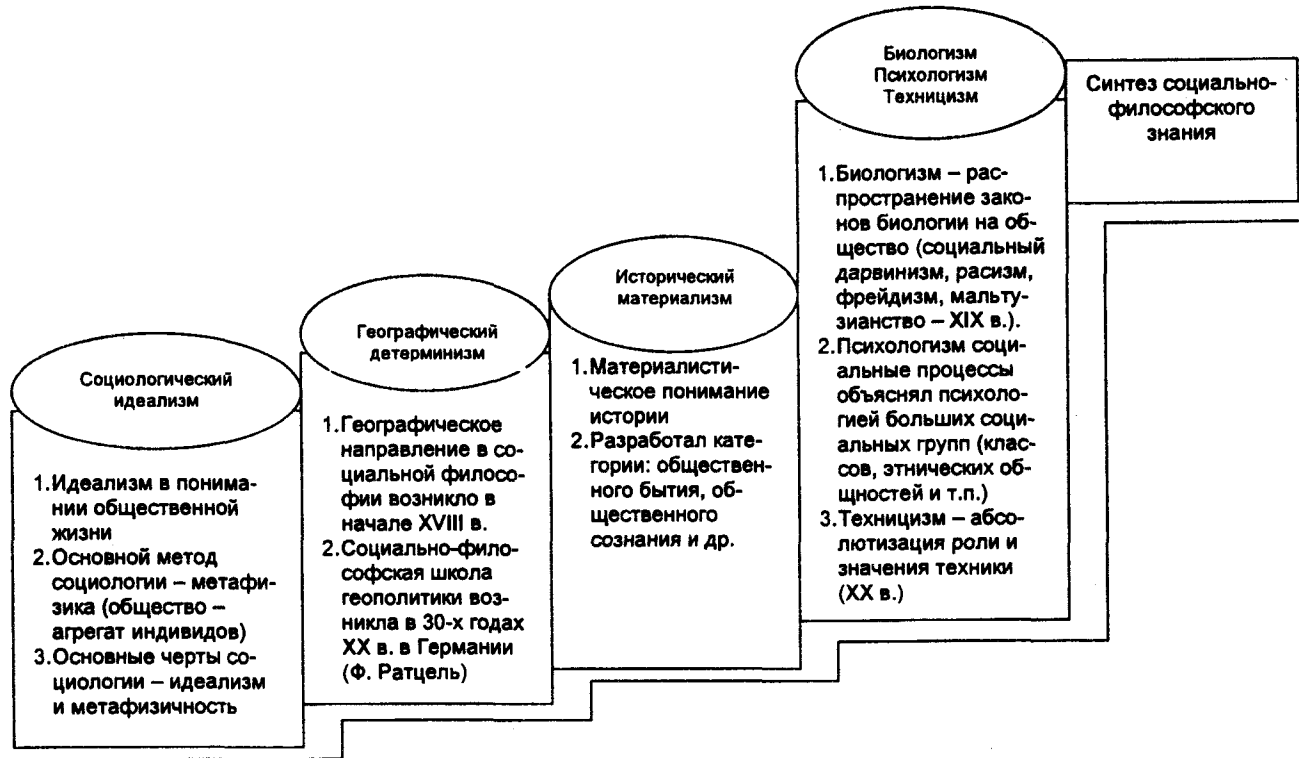 Социологический
идеализм
1.Идеализм в понима-
нии общественной
жизни
2.Основной метод
социологии – метафи-
зика (общество –
агрегат индивидов)
3.Основные черты со-
циологии – идеализм
и метафизичность
Географический
детерминизм
1.Географическое
направление в со-
циальной филосо-
фии возникло в
начале XVIII в.
2.Социально-фило-
софская школа
геополитики воз-
никла в 30-х годах
XX в. в Германии
(Ф. Ратцель)
Исторический
материализм
1.Материалисти-
ческое понимание
истории
2.Разработал кате-
гории: обществен-
ного бытия, об-
щественного
сознания и др.
Биологизм
Психологизм
Техницизм
1.Биологизм – рас-
пространение зако-
нов биологии на об-
щество (социальный
дарвинизм, расизм,
фрейдизм, мальту-
зианство – XIX в.).
2.Психологизм соци-
альные процессы
объяснял психоло-
гией больших соци-
альных групп (клас-
сов, этнических об-
щностей и т.п.)
3.Техницизм – абсо-
лютизация роли и
значения техники
(XX в.)
Синтез социально-
философского
знания